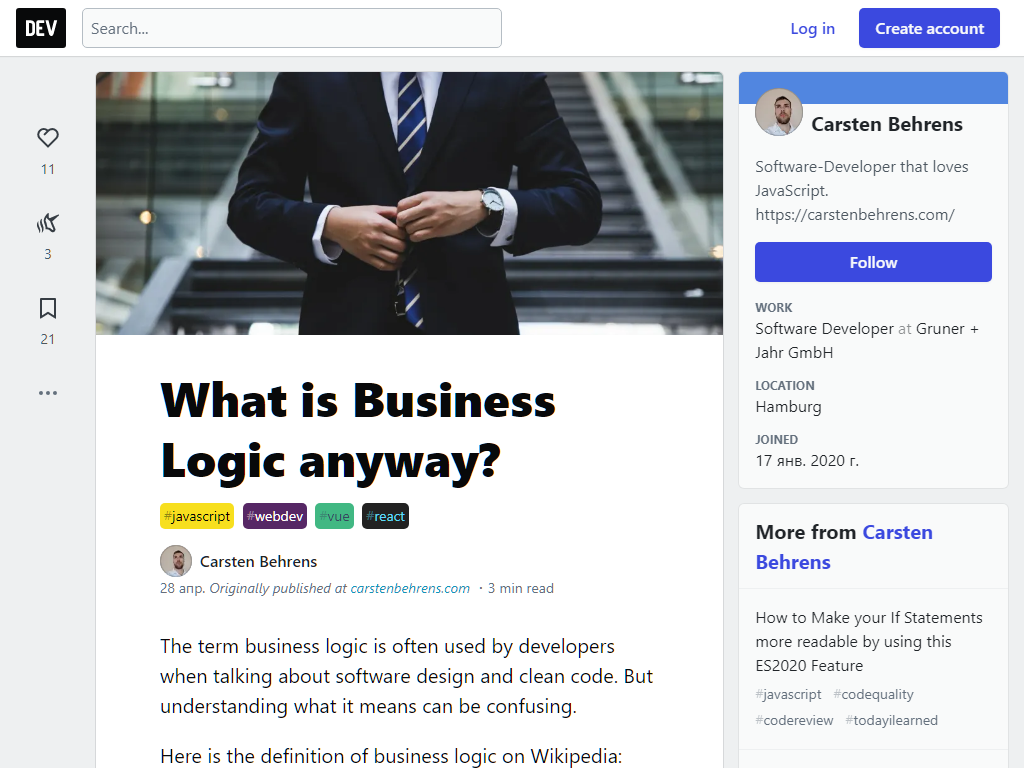 DEV
Search...
Log in
Create account
11
3
21
What is Business
Logic anyway?
#javascript #webdev #vue #react
Carsten Behrens
28 апр. Originally published at carstenbehrens.com ・3 min read
The term business logic is often used by developers
when talking about software design and clean code. But
understanding what it means can be confusing.
Here is the definition of business logic on Wikipedia:
Carsten Behrens
Software-Developer that loves
JavaScript.
https://carstenbehrens.com/
Follow
WORK
Software Developer at Gruner +
Jahr GmbH
LOCATION
Hamburg
JOINED
17 янв. 2020 г.
More from Carsten
Behrens
How to Make your If Statements
more readable by using this
ES2020 Feature
#javascript #codequality
#codereview #todayilearned